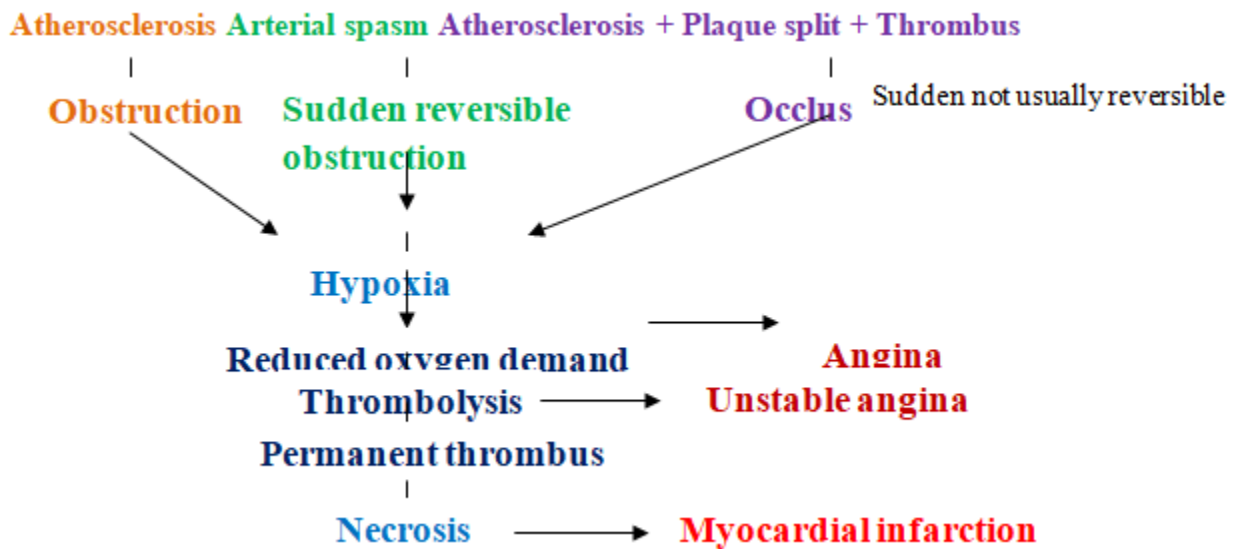 Atherosclerosis Arterial spasm Atherosclerosis + Plaque split + Thrombus
Obstruction
Sudden reversible
obstruction
Occlus
Sudden not usually reversible
Hypoxia
Reduced oxygen demand
Angina
Thrombolysis
Unstable angina
Permanent thrombus
Necrosis
Myocardial infarction